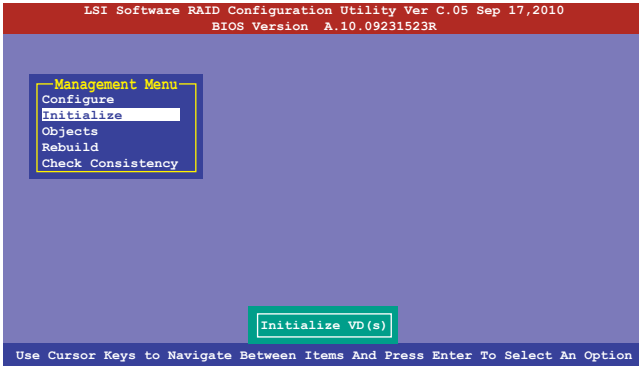 LSI Software RAID Configuration Utility Ver C.05 Sep 17,2010
BIOS Version A.10.09231523R
Management Menu
Configure
Initialize
Objects
Rebuild
Check Consistency
Initialize VD(s)
Use Cursor Keys to Navigate Between Items And Press Enter To Select An Option